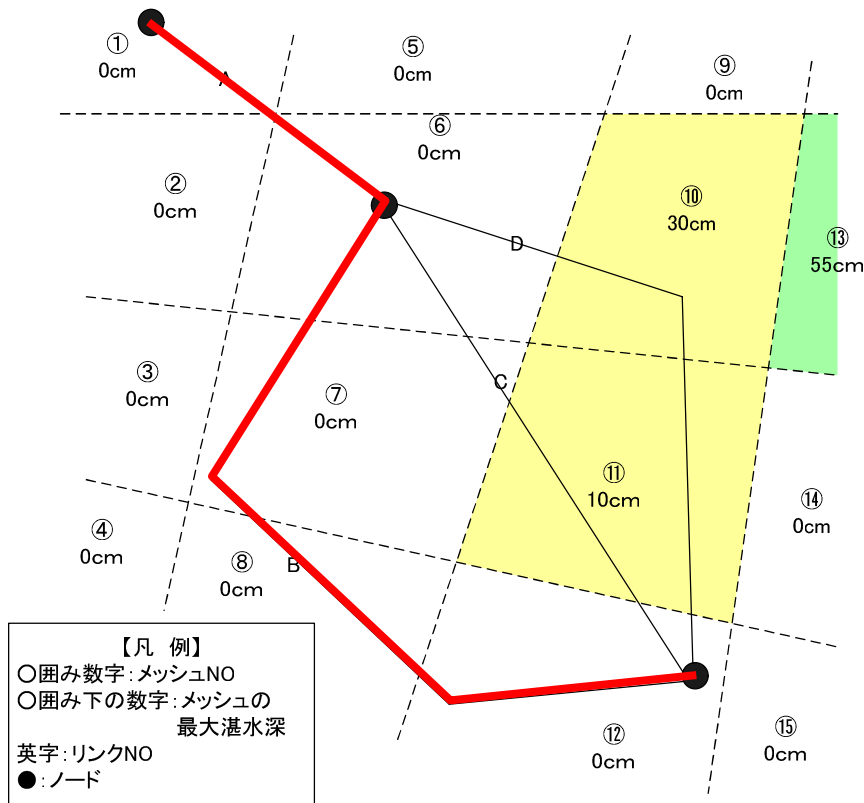 ①
0cm
⑤
0cm
⑨
0cm
A
⑥
0cm
②
0cm
⑩
30cm
⑬
55cm
D
③
0cm
⑦
0cm
C
⑪
10cm
⑭
0cm
④
0cm
⑧
0cm
B
⑫
0cm
⑮
0cm
【凡 例】
○囲み数字:メッシュNO
○囲み下の数字:メッシュの
最大湛水深
英字:リンクNO
●:ノード